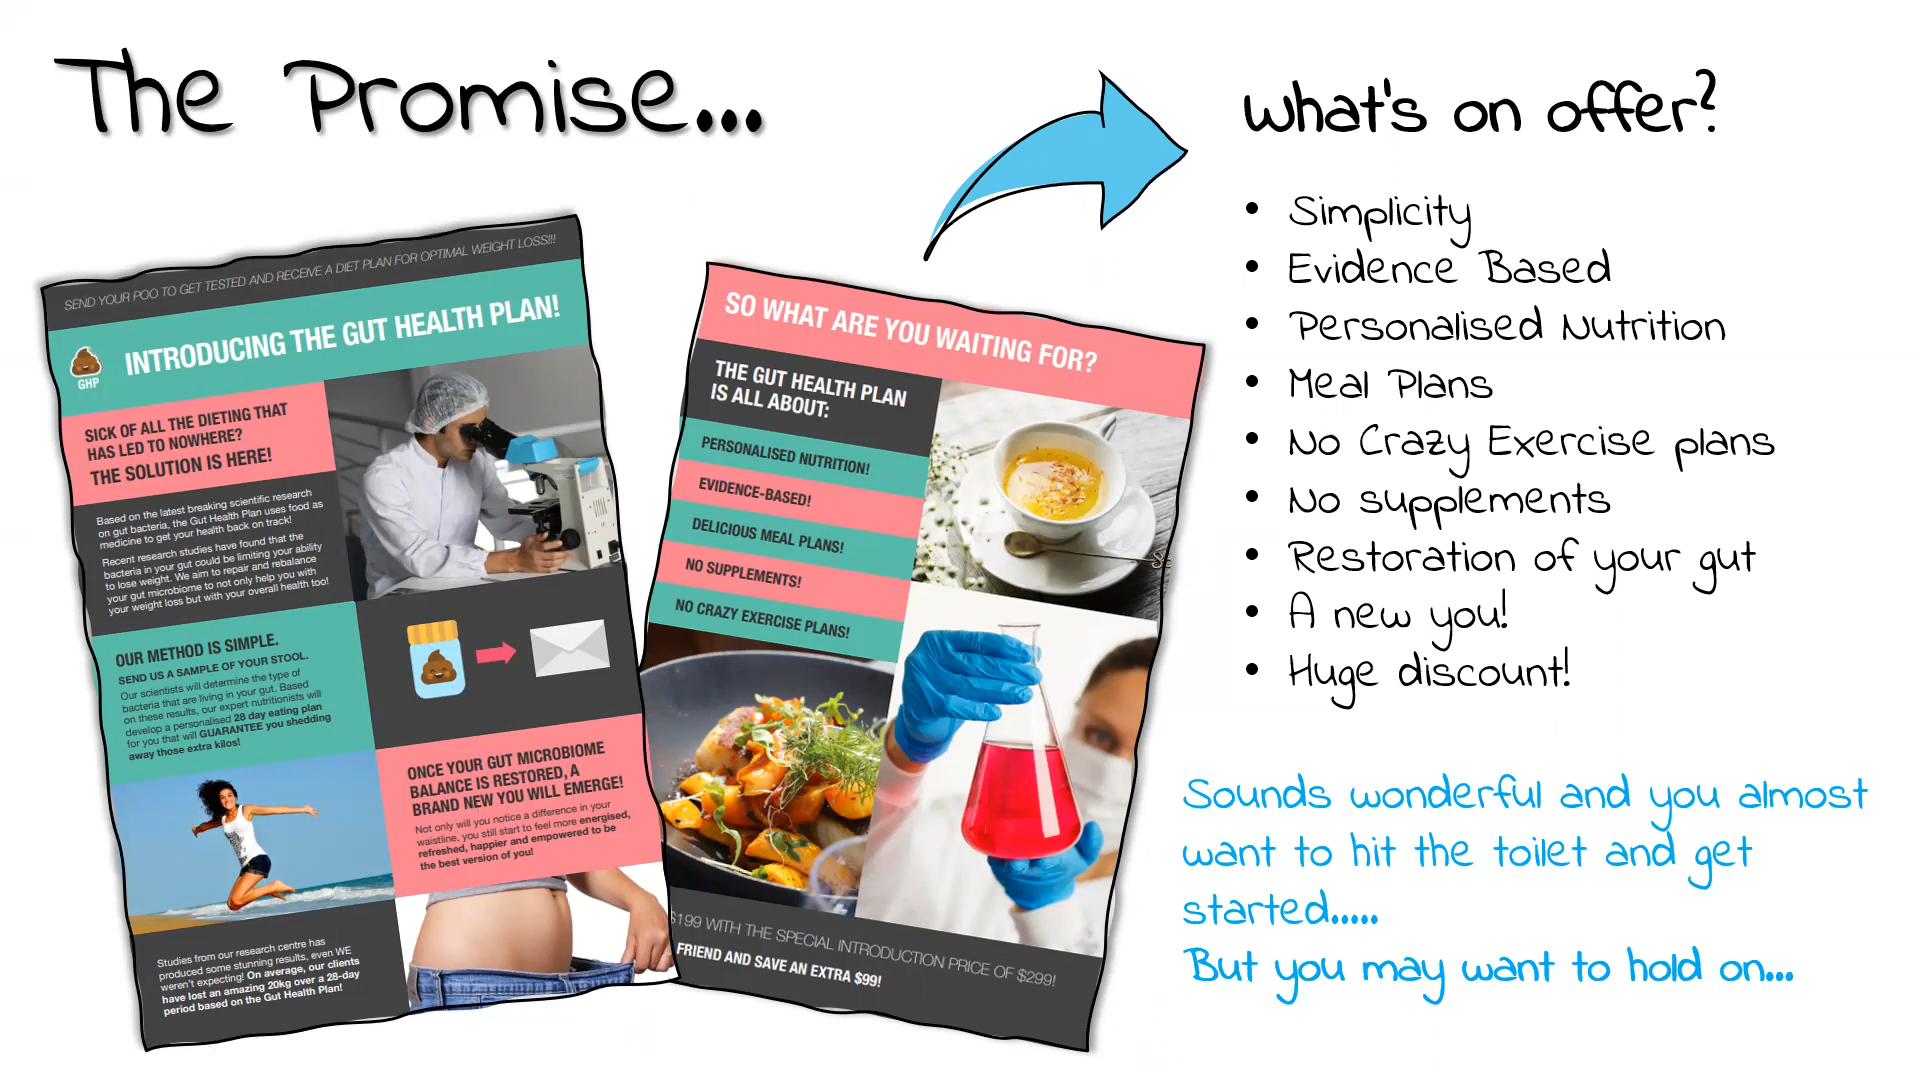 The Promise...
SEND YOUR POO TO GET TESTED AND RECEIVE A DIET PLAN FOR OPTIMAL WEIGHT LOSS!!!
GHP
INTRODUCING THE GUT HEALTH PLAN!
SICK OF ALL THE DIETING THAT
HAS LED TO NOWHERE?
THE SOLUTION IS HERE!
Based on the latest breaking scientific research
on gut bacteria, the Gut Health Plan uses food as
medicine to get your health back on track!
Recent research studies have found that the
bacteria in your gut could be limiting your ability
to lose weight. We aim to repair and rebalance
your gut microbiome to not only help you with
your weight loss but with your overall health too!
OUR METHOD IS SIMPLE.
SEND US A SAMPLE OF YOUR STOOL.
Our scientists will determine the type of
bacteria that are living in your gut. Based
on these results, our expert nutritionists will
develop a personalised 28 day eating plan
for you that will GUARANTEE you shedding
away those extra kilos!
ONCE YOUR GUT MICROBIOME
BALANCE IS RESTORED, A
BRAND NEW YOU WILL EMERGE!
Not only will you notice a difference in your
waistline, you still start to feel more energised,
refreshed, happier and empowered to be
the best version of you!
Studies from our research centre has
produced some stunning results, even WE
weren't expecting! On average, our clients
have lost an amazing 20kg over a 28-day
period based on the Gut Health Plan!
SO WHAT ARE YOU WAITING FOR?
THE GUT HEALTH PLAN
IS ALL ABOUT:
PERSONALISED NUTRITION!
EVIDENCE-BASED!
DELICIOUS MEAL PLANS!
NO SUPPLEMENTS!
NO CRAZY EXERCISE PLANS!
$199 WITH THE SPECIAL INTRODUCTION PRICE OF $299!
FRIEND AND SAVE AN EXTRA $99!
What's on offer?
• Simplicity
• Evidence Based
• Personalised Nutrition
• Meal Plans
• No Crazy Exercise plans
• No supplements
• Restoration of your gut
• A new you!
• Huge discount!
Sounds wonderful and you almost
want to hit the toilet and get
started.....
But you may want to hold on...